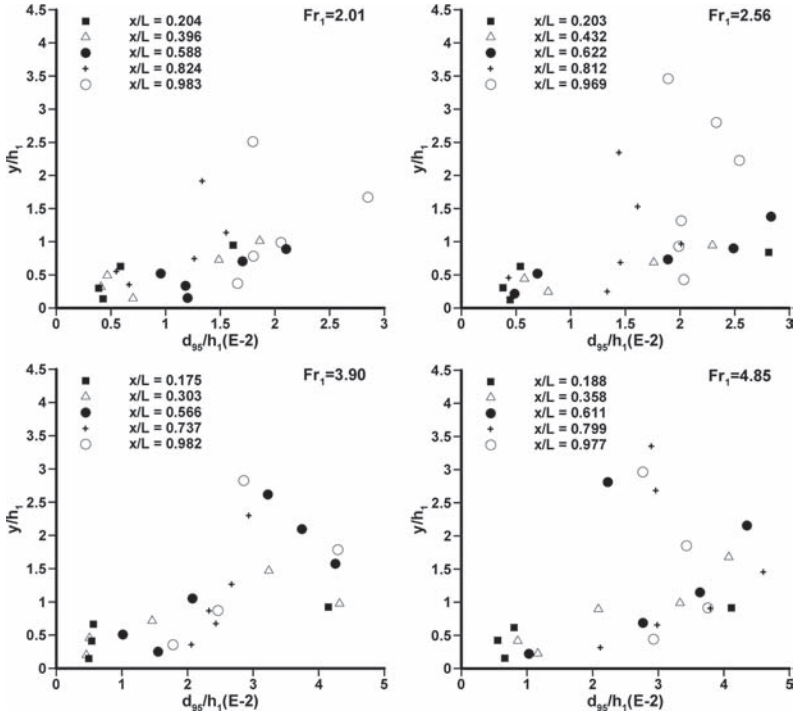 4.5
4
3.5
3
2.5
2
1.5
1
0.5
0
y/h₁
x/L = 0.204
x/L = 0.396
x/L = 0.588
x/L = 0.824
x/L = 0.983
Fr₁=2.01
0 0.5 1 1.5 2 2.5 3
d₉₅/h₁(E-2)
4.5
4
3.5
3
2.5
2
1.5
1
0.5
0
y/h₁
x/L = 0.203
x/L = 0.432
x/L = 0.622
x/L = 0.812
x/L = 0.969
Fr₁=2.56
0 0.5 1 1.5 2 2.5 3
d₉₅/h₁(E-2)
4.5
4
3.5
3
2.5
2
1.5
1
0.5
0
y/h₁
x/L = 0.175
x/L = 0.303
x/L = 0.566
x/L = 0.737
x/L = 0.982
Fr₁=3.90
0 1 2 3 4 5
d₉₅/h₁(E-2)
4.5
4
3.5
3
2.5
2
1.5
1
0.5
0
y/h₁
x/L = 0.188
x/L = 0.358
x/L = 0.611
x/L = 0.799
x/L = 0.977
Fr₁=4.85
0 1 2 3 4 5
d₉₅/h₁(E-2)